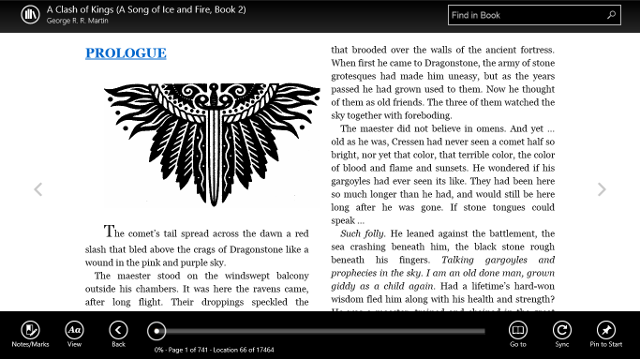 A Clash of Kings (A Song of Ice and Fire, Book 2)
George R. R. Martin
Find in Book
PROLOGUE
The comet's tail spread across the dawn a red
slash that bled above the crags of Dragonstone like a
wound in the pink and purple sky.
The maester stood on the windswept balcony
outside his chambers. It was here the ravens came,
after long flight. Their droppings speckled the
that brooded over the walls of the ancient fortress.
When first he came to Dragonstone, the army of stone
grotesques had made him uneasy, but as the years
passed he had grown used to them. Now he thought
of them as old friends. The three of them watched the
sky together with foreboding.
The maester did not believe in omens. And yet ...
old as he was, Cressen had never seen a comet half so
bright, nor yet that color, that terrible color, the color
of blood and flame and sunsets. He wondered if his
gargoyles had ever seen its like. They had been here
so much longer than he had, and would still be here
long after he was gone. If stone tongues could
speak ...
Such folly. He leaned against the battlement, the
sea crashing beneath him, the black stone rough
beneath his fingers. Talking gargoyles and
prophecies in the sky. I am an old done man, grown
giddy as a child again. Had a lifetime's hard-won
wisdom fled him along with his health and strength?
Notes/Marks
Aa
View
Back
0% - Page 1 of 741 - Location 66 of 17464
Go to
Sync
Pin to Start